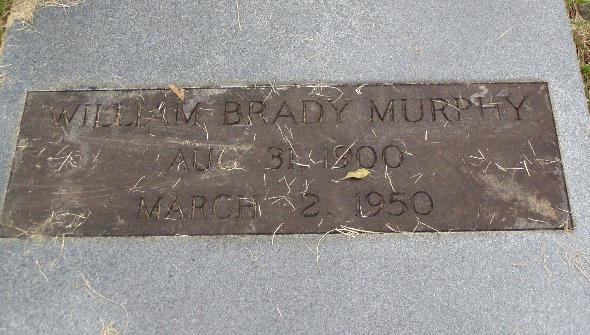 WILLIAM BRADY MURPHY
AUG 31, 1900
MARCH 2, 1950